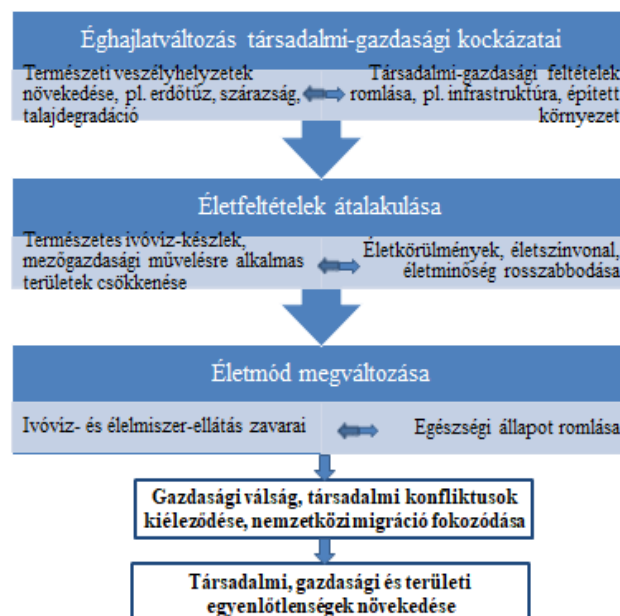 Éghajlatváltozás társadalmi-gazdasági kockázatai
Természeti veszélyhelyzetek
növekedése, pl. erdőtűz, szárazság,
talajdegradáció
Társadalmi-gazdasági feltételek
romlása, pl. infrastruktúra, épített
környezet
Életfeltételek átalakulása
Természetes ivóvíz-készlek,
mezőgazdasági művelésre alkalmas
területek csökkenése
Életkörülmények, életszínvonal,
életminőség rosszabbodása
Életmód megváltozása
Ivóvíz- és élelmiszer-ellátás zavarai
Egészségi állapot romlása
Gazdasági válság, társadalmi konfliktusok
kiéleződése, nemzetközi migráció fokozódása
Társadalmi, gazdasági és területi
egyenlőtlenségek növekedése